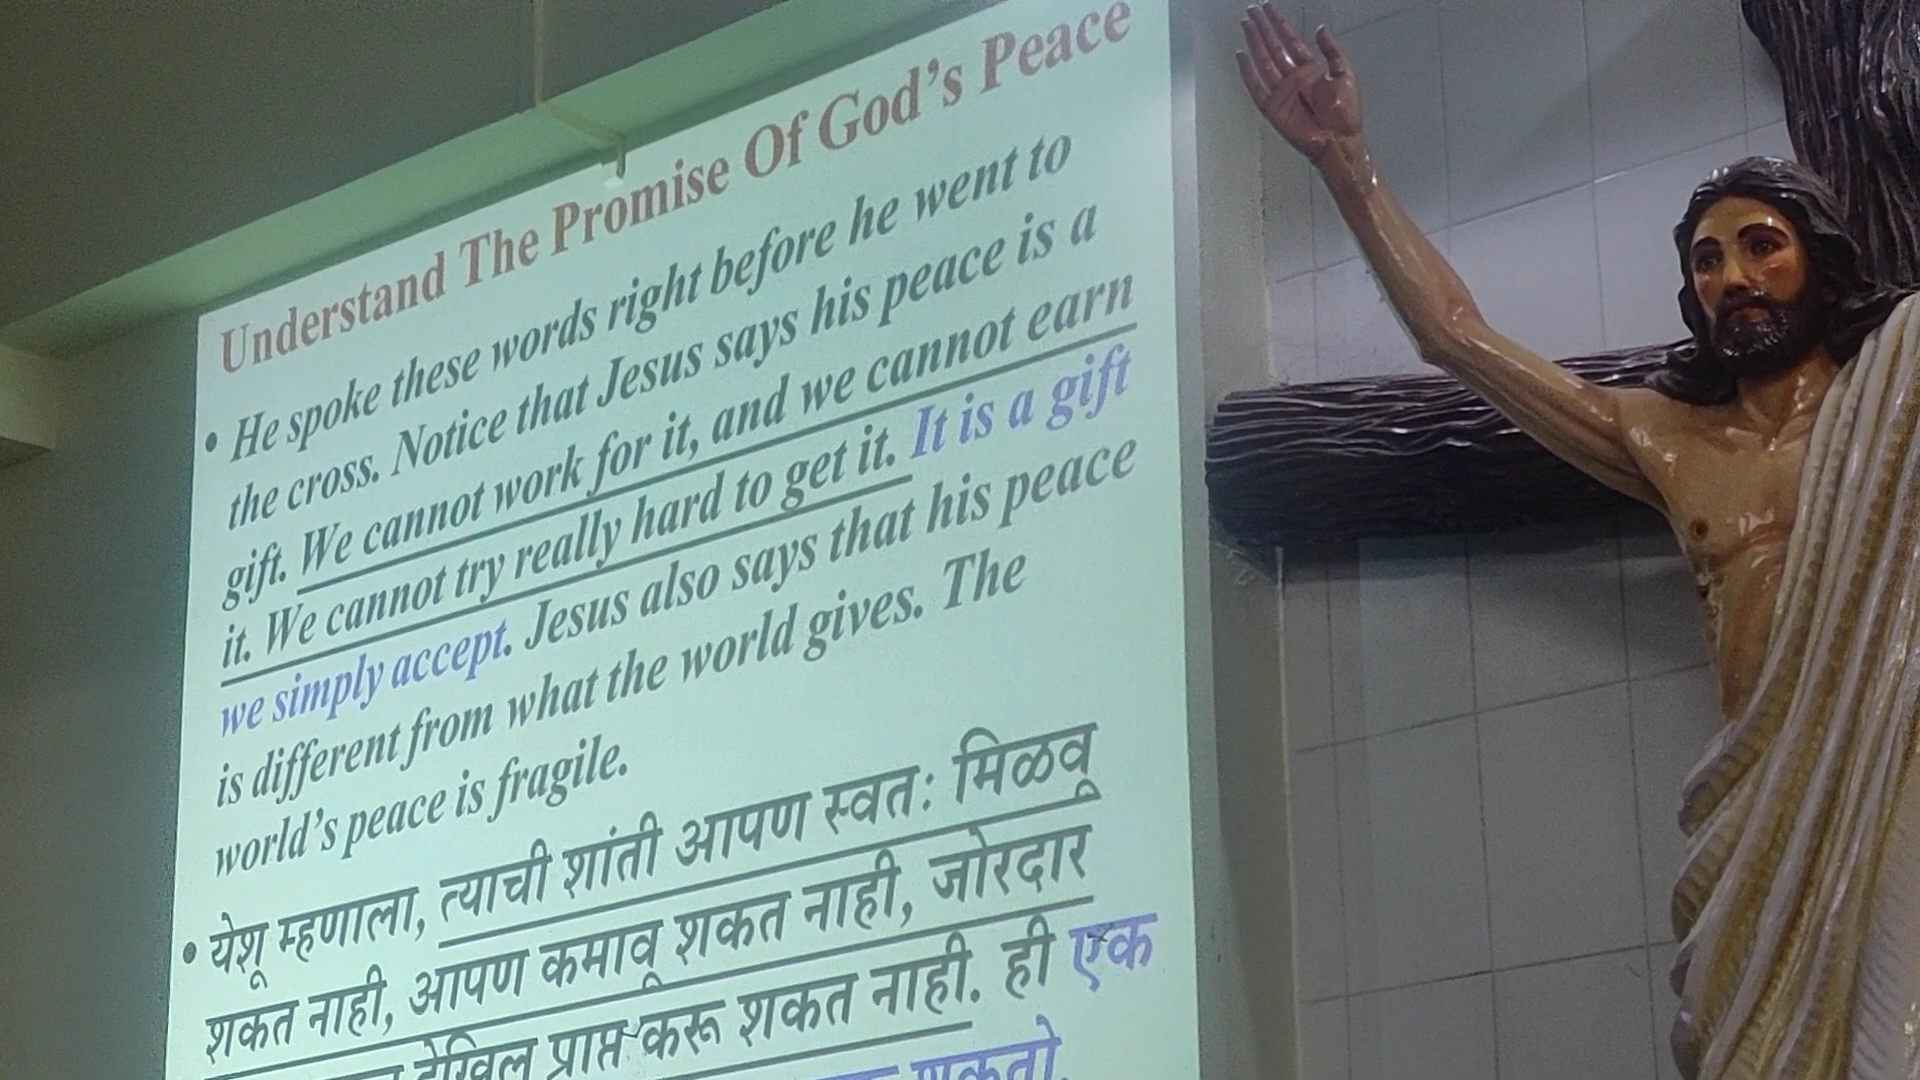 Understand The Promise Of God's Peace
• He spoke these words right before he went to
the cross. Notice that Jesus says his peace is a
gift. We cannot work for it, and we cannot earn
it. We cannot try really hard to get it. It is a gift
we simply accept. Jesus also says that his peace
is different from what the world gives. The
world's peace is fragile.
• येशू म्हणाला, त्याची शांती आपण स्वत: मिळवू
शकत नाही, आपण कमावू शकत नाही, जोरदार
देखिल प्राप्त करू शकत नाही. ही एक
शकतो.